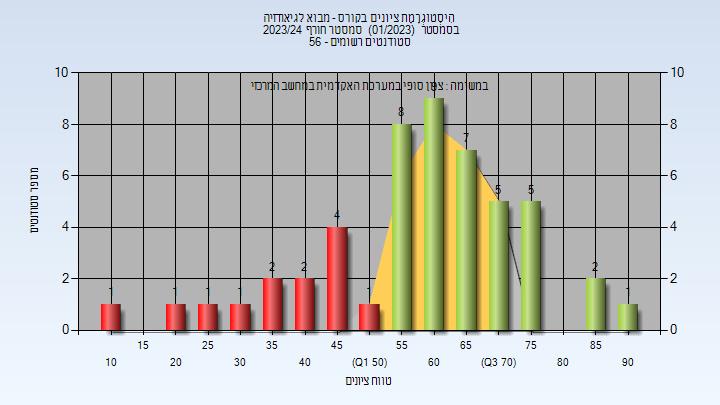 היסטוגרמת ציונים בקורס - מבוא לגיאודזיה
בסמסטר (01/2023) סמסטר חורף 2023/24
סטודנטים רשומים - 56
במשימה : ציון סופי במערכת האקדמית במחשב המרכזי
מספר סטודנטים
10 10
8 8
6 6
4 4
2 2
0 0
1 1 1 1 2 2 4 1 8 9 7 5 5 2 1
15 25 35 45 55 65 75 85
10 20 30 40 (Q1 50) 60 (Q3 70) 80 90
טווח ציונים